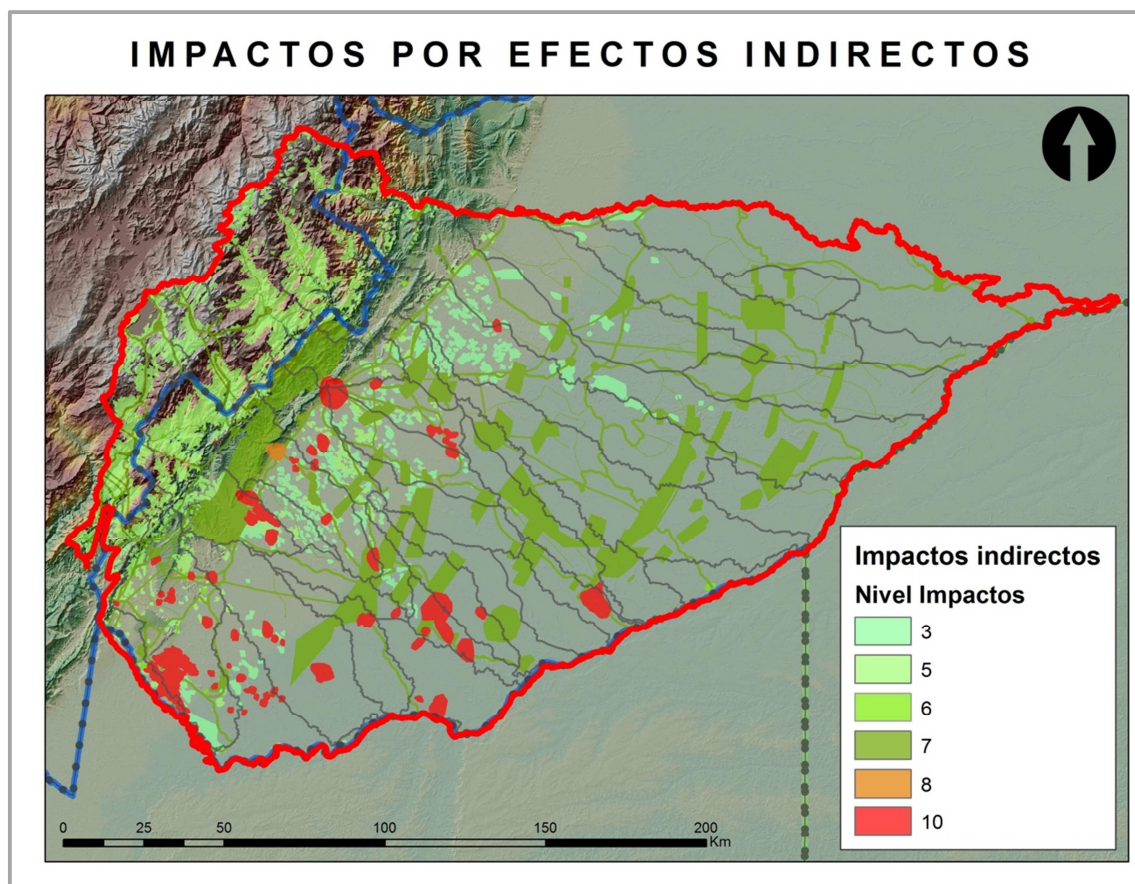 IMPACTOS POR EFECTOS INDIRECTOS
Impactos indirectos
Nivel Impactos
3
5
6
7
8
10
0 25 50 100 150 200
Km